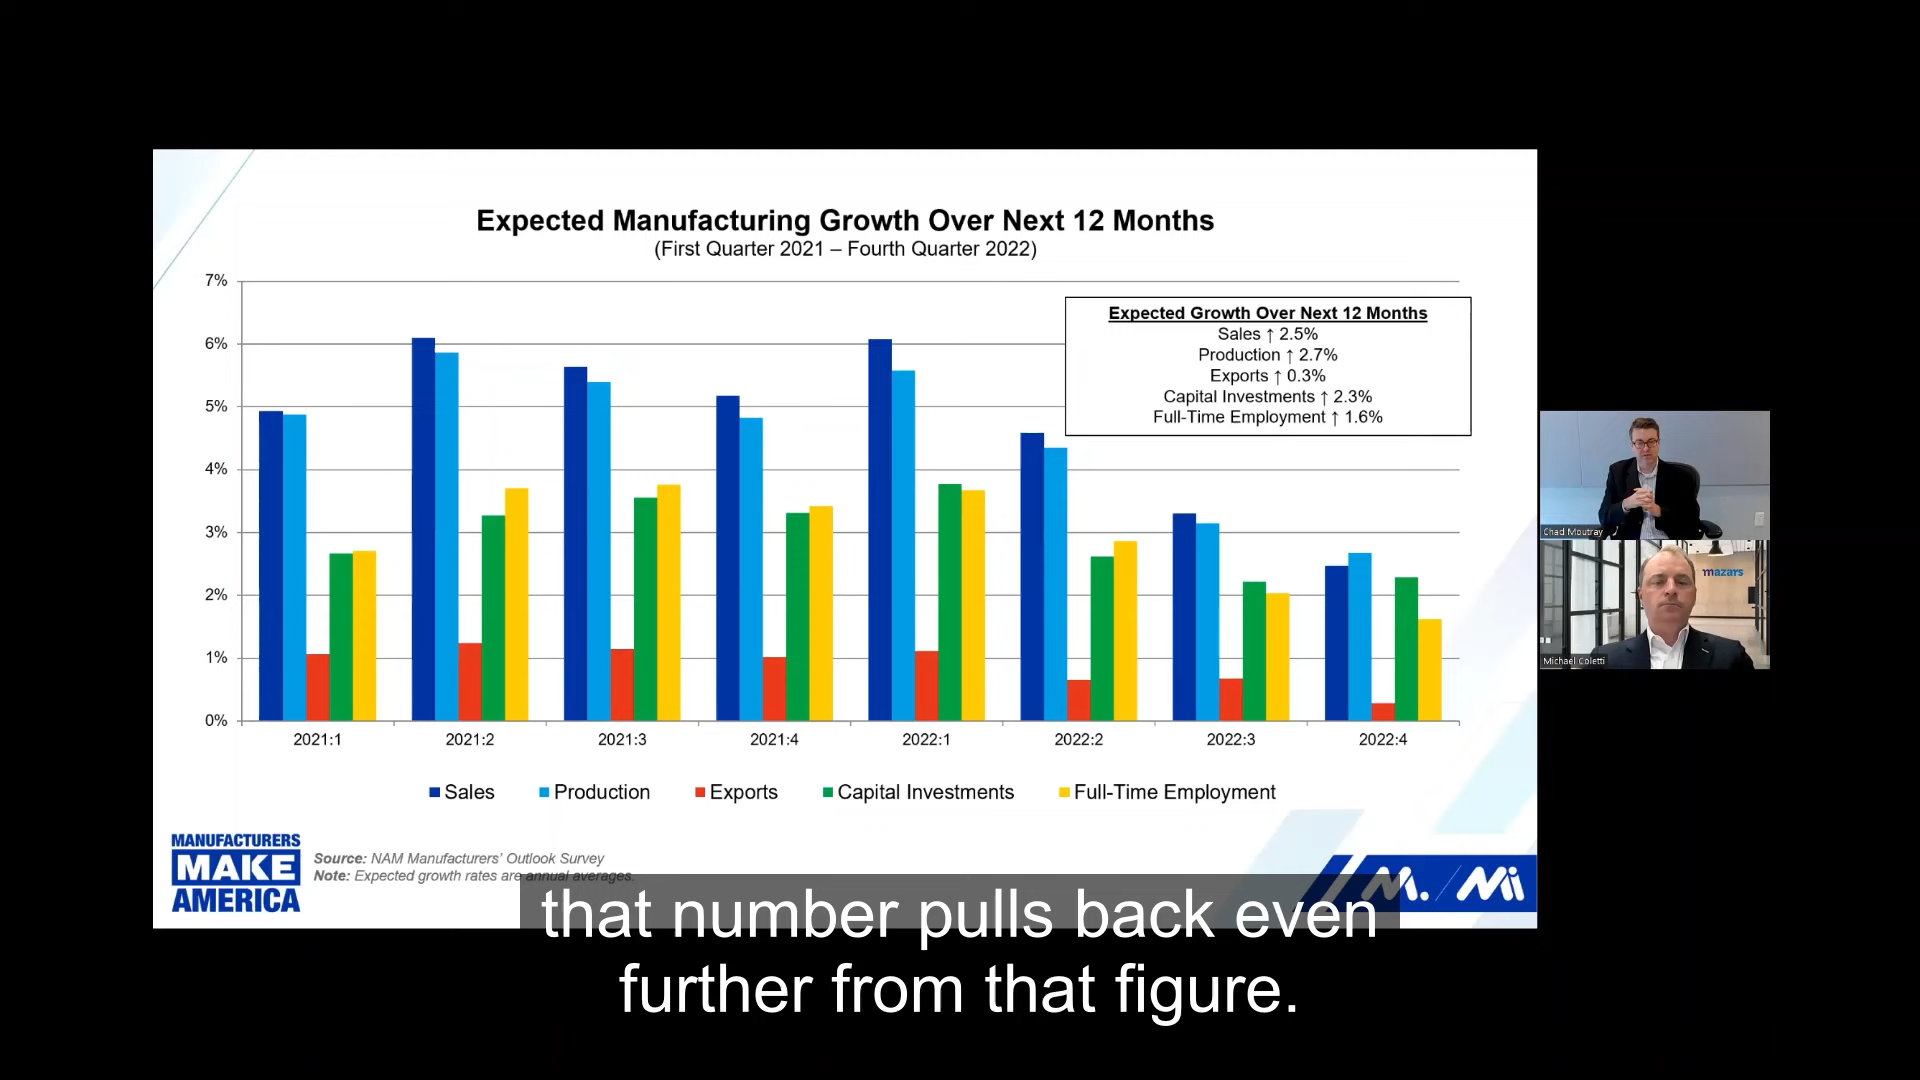 Expected Manufacturing Growth Over Next 12 Months
(First Quarter 2021 – Fourth Quarter 2022)
7%
6%
5%
4%
3%
2%
1%
0%
Expected Growth Over Next 12 Months
Sales ↑ 2.5%
Production ↑ 2.7%
Exports ↑ 0.3%
Capital Investments ↑ 2.3%
Full-Time Employment ↑ 1.6%
2021:1 2021:2 2021:3 2021:4 2022:1 2022:2 2022:3 2022:4
Sales Production Exports Capital Investments Full-Time Employment
MANUFACTURERS
MAKE
AMERICA
Source: NAM Manufacturers' Outlook Survey
Note: Expected growth rates are annual averages.
M. Mi
Chad Moutray
mazars
Michael Coletti
that number pulls back even
further from that figure.